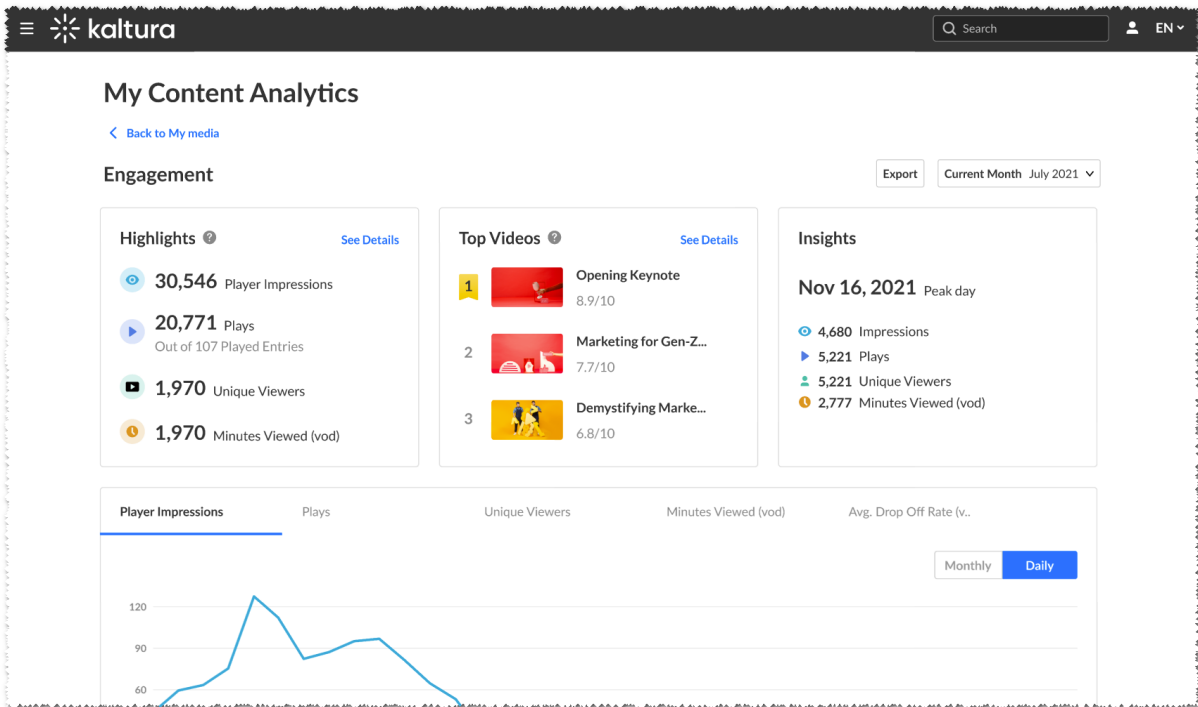 kaltura
Search
EN
My Content Analytics
Back to My media
Engagement
Export
Current Month July 2021
Highlights ?
See Details
30,546 Player Impressions
20,771 Plays
Out of 107 Played Entries
1,970 Unique Viewers
1,970 Minutes Viewed (vod)
Top Videos ?
See Details
1
Opening Keynote
8.9/10
2
Marketing for Gen-Z...
7.7/10
3
Demystifying Marke...
6.8/10
Insights
Nov 16, 2021 Peak day
4,680 Impressions
5,221 Plays
5,221 Unique Viewers
2,777 Minutes Viewed (vod)
Player Impressions
Plays
Unique Viewers
Minutes Viewed (vod)
Avg. Drop Off Rate (v..
Monthly
Daily
120
90
60